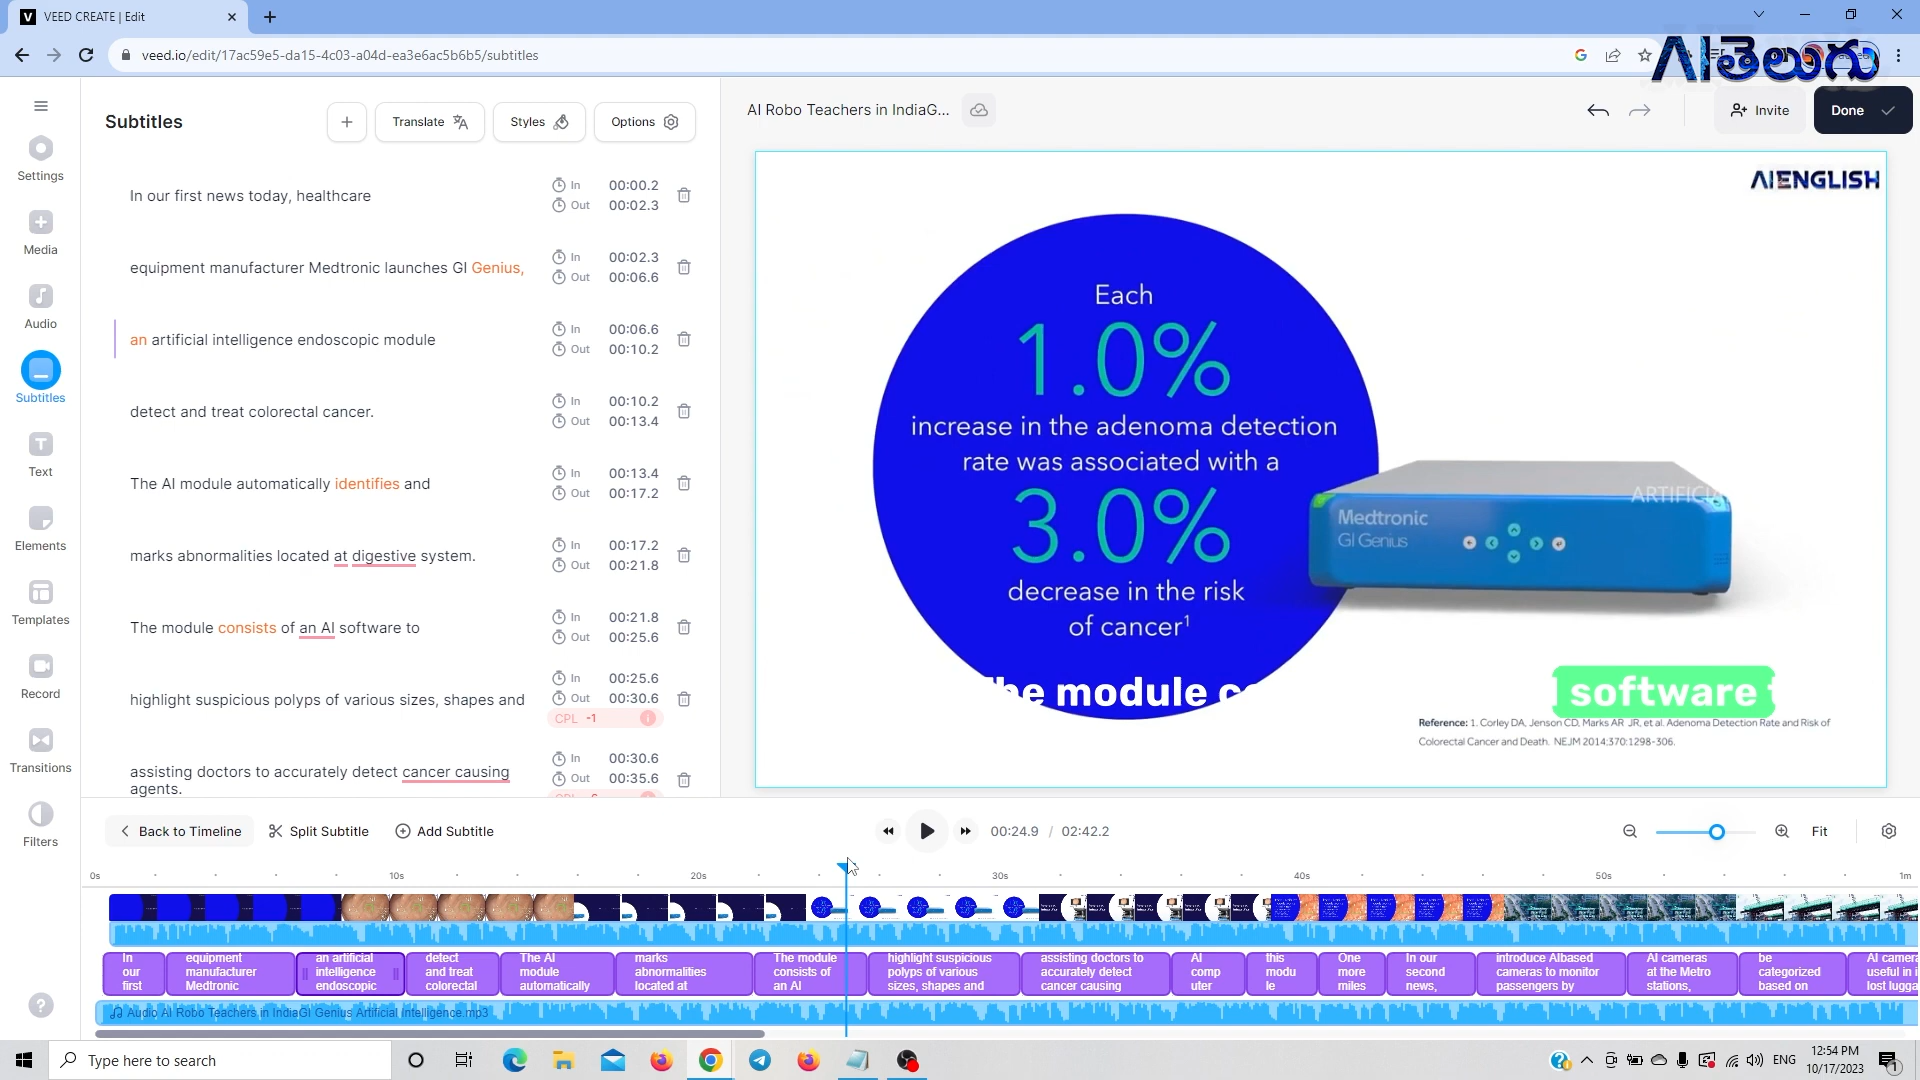 VEED CREATE | Edit
veed.io/edit/17ac59e5-da15-4c03-a04d-ea3e6ac5b6b5/subtitles
AIతెలుగు
Subtitles
Translate
Styles
Options
AI Robo Teachers in IndiaG...
Invite
Done
Settings
Media
Audio
Subtitles
Text
Elements
Templates
Record
Transitions
Filters
In our first news today, healthcare
In 00:00.2
Out 00:02.3
equipment manufacturer Medtronic launches GI Genius,
In 00:02.3
Out 00:06.6
an artificial intelligence endoscopic module
In 00:06.6
Out 00:10.2
detect and treat colorectal cancer.
In 00:10.2
Out 00:13.4
The AI module automatically identifies and
In 00:13.4
Out 00:17.2
marks abnormalities located at digestive system.
In 00:17.2
Out 00:21.8
The module consists of an AI software to
In 00:21.8
Out 00:25.6
highlight suspicious polyps of various sizes, shapes and
In 00:25.6
Out 00:30.6
CPL -1
assisting doctors to accurately detect cancer causing
agents.
In 00:30.6
Out 00:35.6
AIENGLISH
Each
1.0%
increase in the adenoma detection
rate was associated with a
3.0%
decrease in the risk
of cancer¹
ARTIFICIA
Medtronic
GI Genius
he module co
software t
Reference: 1. Corley DA, Jenson CD, Marks AR JR, et al. Adenoma Detection Rate and Risk of
Colorectal Cancer and Death. NEJM 2014;370:1298-306.
Back to Timeline
Split Subtitle
Add Subtitle
00:24.9 / 02:42.2
Fit
0s 10s 20s 30s 40s 50s 1m
In
our
first
equipment
manufacturer
Medtronic
an artificial
intelligence
endoscopic
detect
and treat
colorectal
The AI
module
automatically
marks
abnormalities
located at
The module
consists of
an AI
highlight suspicious
polyps of various
sizes, shapes and
assisting doctors to
accurately detect
cancer causing
AI
comp
uter
this
modu
le
One
more
miles
In our
second
news,
introduce AIbased
cameras to monitor
passengers by
AI cameras
at the Metro
stations,
be
categorized
based on
AI camera
useful in i
lost lugga
Audio AI Robo Teachers in IndiaGI Genius Artificial Intelligence.mp3
Type here to search
ENG
12:54 PM
10/17/2023
1